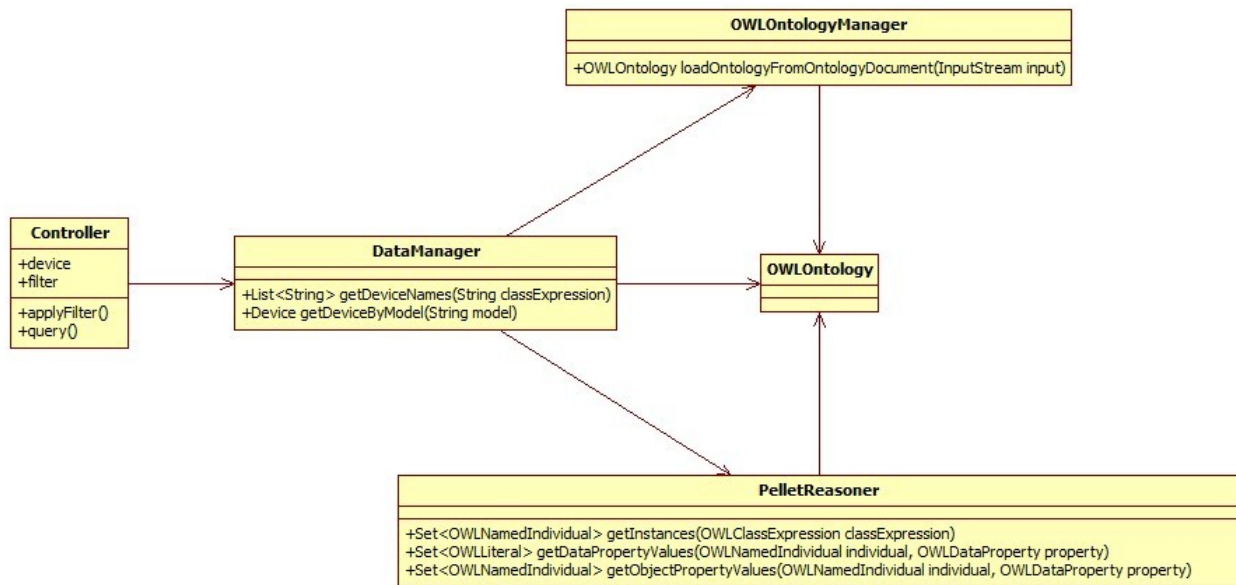 OWLOntologyManager
+OWLOntology loadOntologyFromOntologyDocument(InputStream input)
Controller
+device
+filter
+applyFilter()
+query()
DataManager
+List<String> getDeviceNames(String classExpression)
+Device getDeviceByModel(String model)
OWLOntology
PelletReasoner
+Set<OWLNamedIndividual> getInstances(OWLClassExpression classExpression)
+Set<OWLLiteral> getDataPropertyValues(OWLNamedIndividual individual, OWLDataProperty property)
+Set<OWLNamedIndividual> getObjectPropertyValues(OWLNamedIndividual individual, OWLDataProperty property)